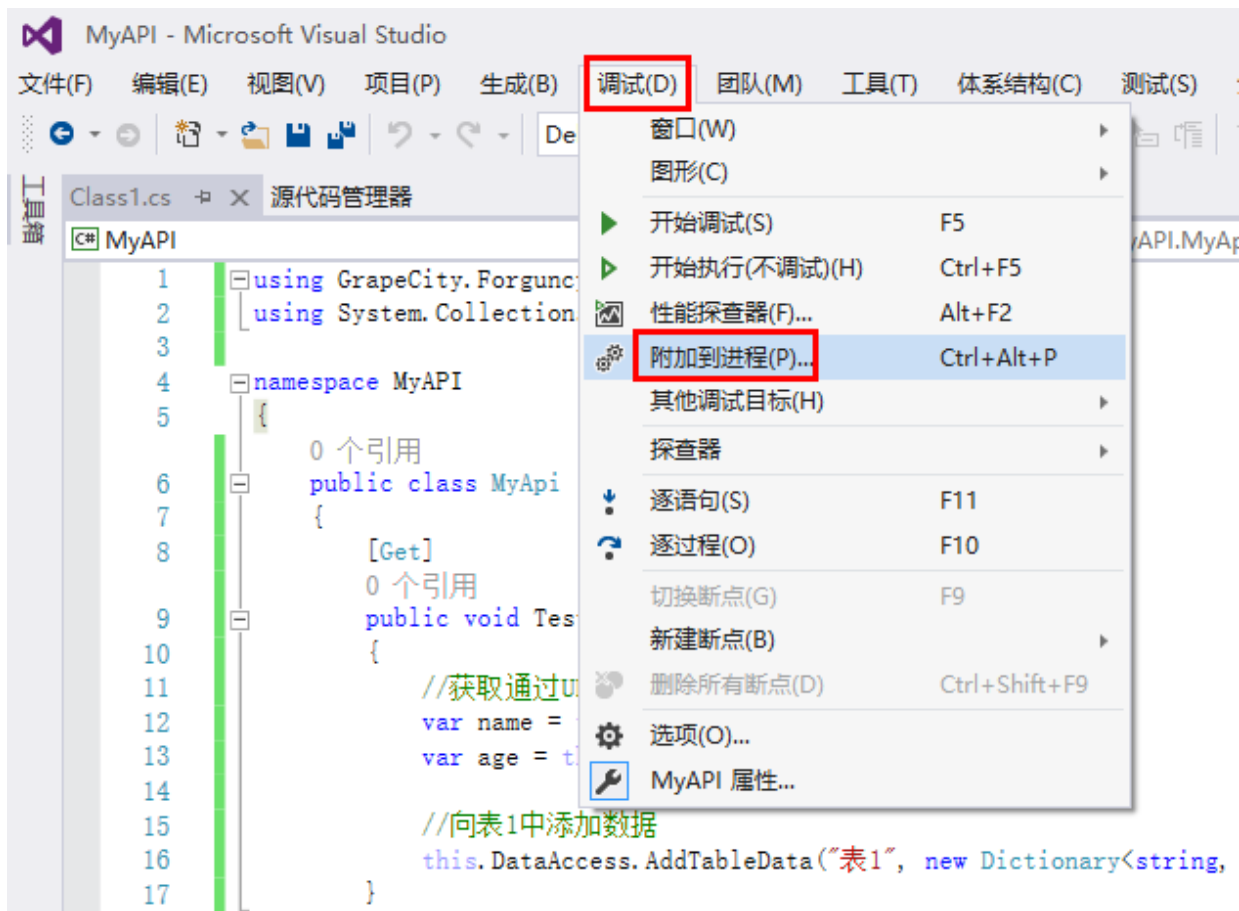 MyAPI - Microsoft Visual Studio
文件(F) 编辑(E) 视图(V) 项目(P) 生成(B) 调试(D) 团队(M) 工具(T) 体系结构(C) 测试(S)
De
工具箱
Class1.cs 源代码管理器
C# MyAPI
窗口(W)
图形(C)
开始调试(S) F5
开始执行(不调试)(H) Ctrl+F5
性能探查器(F)... Alt+F2
附加到进程(P)... Ctrl+Alt+P
其他调试目标(H)
探查器
逐语句(S) F11
逐过程(O) F10
切换断点(G) F9
新建断点(B)
删除所有断点(D) Ctrl+Shift+F9
选项(O)...
MyAPI 属性...
1 using GrapeCity.Forgunc
2 using System.Collection
3
4 namespace MyAPI
5 {
0 个引用
6 public class MyApi
7 {
8 [Get]
0 个引用
9 public void Tes
10 {
11 //获取通过U
12 var name =
13 var age = t
14
15 //向表1中添加数据
16 this.DataAccess.AddTableData("表1", new Dictionary<string,
17 }